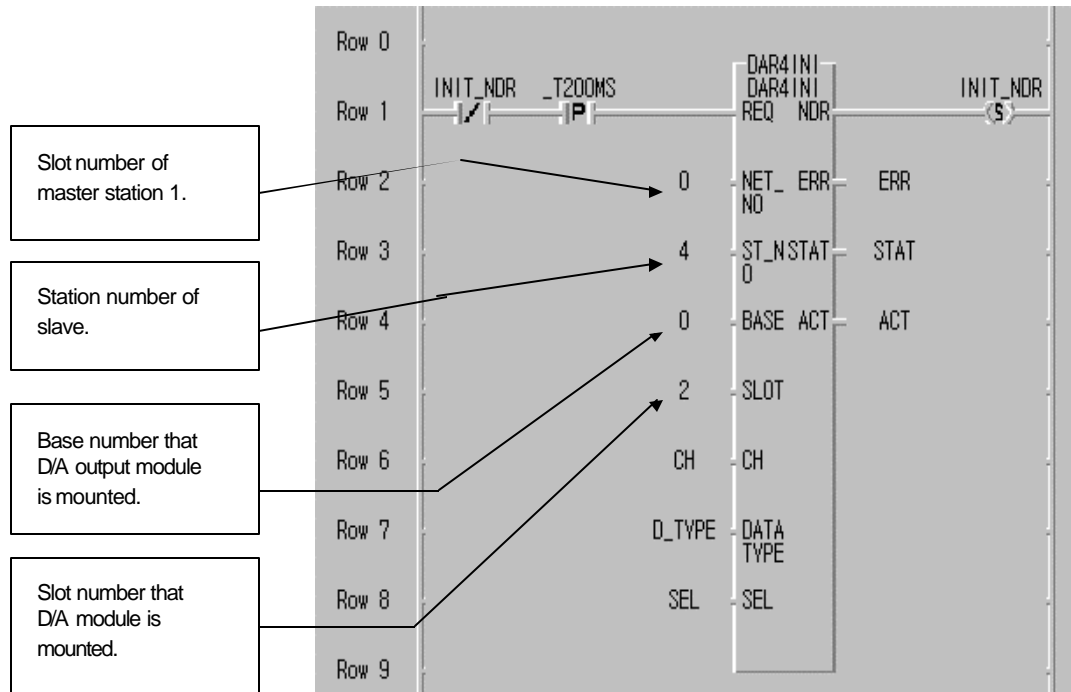 Slot number of
master station 1.
Station number of
slave.
Base number that
D/A output module
is mounted.
Slot number that
D/A module is
mounted.
Row 0
DAR4INI
INIT_NDR _T200MS DAR4INI INIT_NDR
Row 1 P REQ NDR (S)
Row 2 0 NET_ ERR ERR
NO
Row 3 4 ST_N STAT STAT
O
Row 4 0 BASE ACT ACT
Row 5 2 SLOT
Row 6 CH CH
Row 7 D_TYPE DATA
TYPE
Row 8 SEL SEL
Row 9